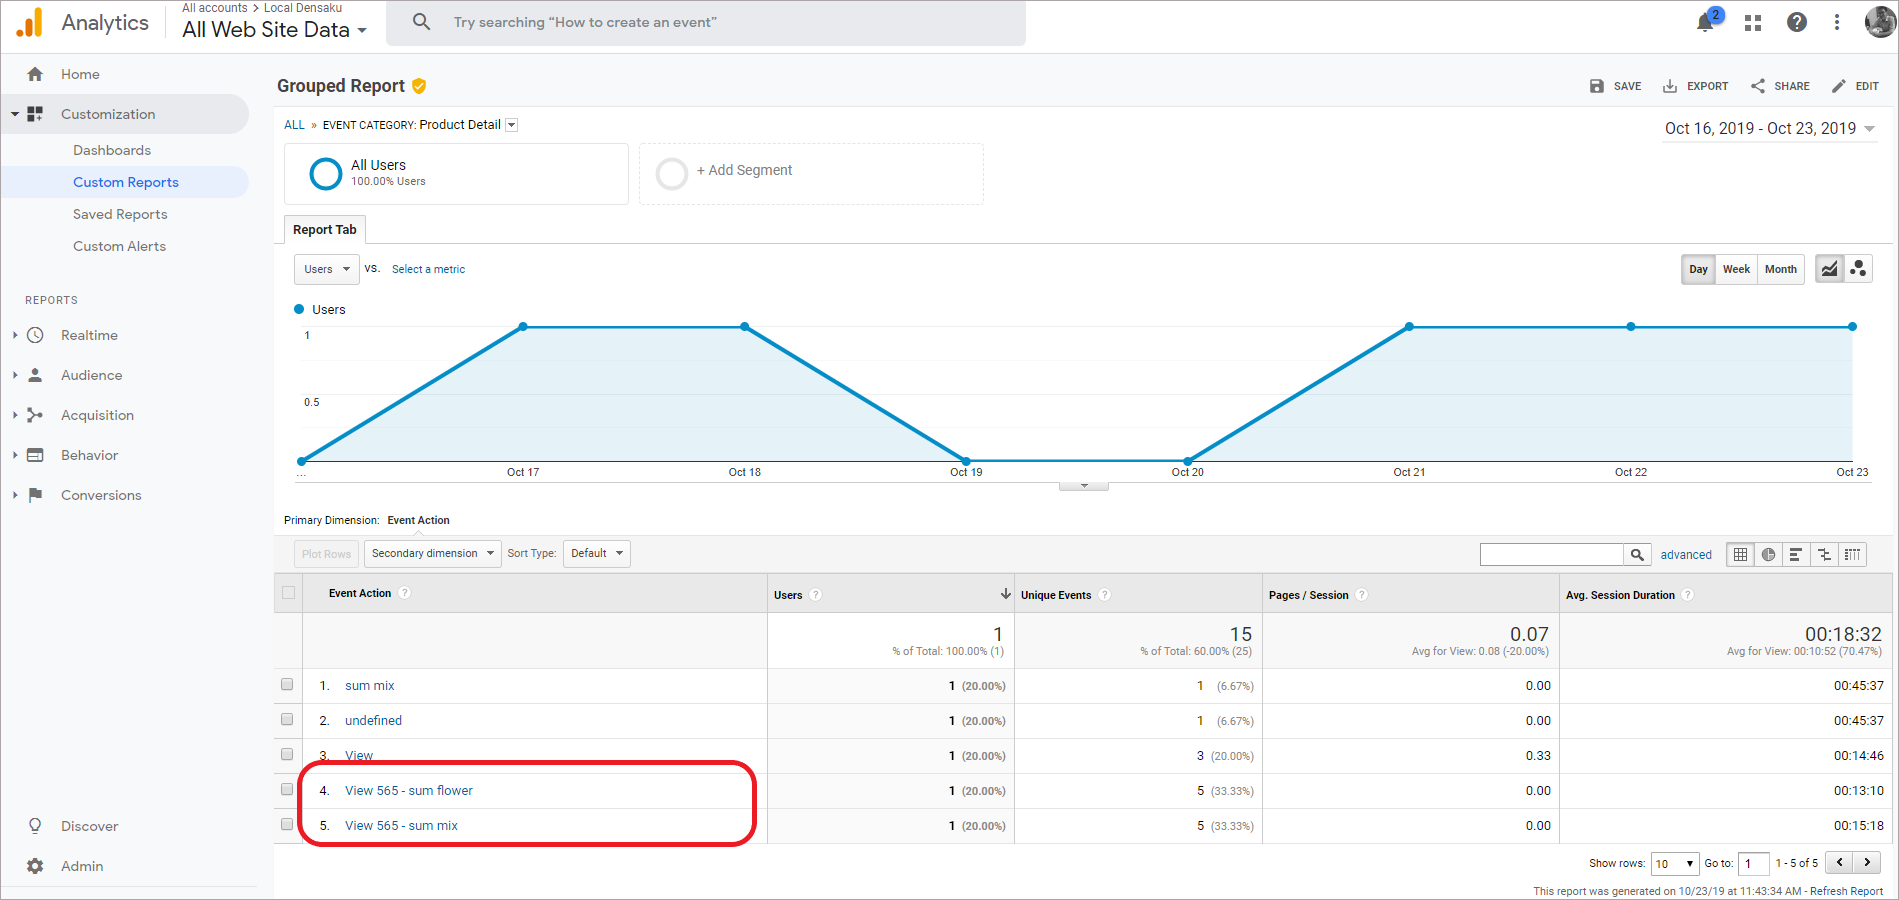 Analytics
All accounts > Local Densaku
All Web Site Data
Try searching “How to create an event”
2
Home
Customization
Dashboards
Custom Reports
Saved Reports
Custom Alerts
REPORTS
Realtime
Audience
Acquisition
Behavior
Conversions
Discover
Admin
Grouped Report
SAVE
EXPORT
SHARE
EDIT
ALL » EVENT CATEGORY: Product Detail
Oct 16, 2019 - Oct 23, 2019
All Users
100.00% Users
+ Add Segment
Report Tab
Users
VS.
Select a metric
Day
Week
Month
Users
1
0.5
...
Oct 17
Oct 18
Oct 19
Oct 20
Oct 21
Oct 22
Oct 23
Primary Dimension: Event Action
Plot Rows
Secondary dimension
Sort Type:
Default
advanced
Event Action ?
Users ?
Unique Events ?
Pages / Session ?
Avg. Session Duration ?
1
% of Total: 100.00% (1)
15
% of Total: 60.00% (25)
0.07
Avg for View: 0.08 (-20.00%)
00:18:32
Avg for View: 00:10:52 (70.47%)
1. sum mix 1 (20.00%) 1 (6.67%) 0.00 00:45:37
2. undefined 1 (20.00%) 1 (6.67%) 0.00 00:45:37
3. View 1 (20.00%) 3 (20.00%) 0.33 00:14:46
4. View 565 - sum flower 1 (20.00%) 5 (33.33%) 0.00 00:13:10
5. View 565 - sum mix 1 (20.00%) 5 (33.33%) 0.00 00:15:18
Show rows: 10 Go to: 1 1 - 5 of 5
This report was generated on 10/23/19 at 11:43:34 AM - Refresh Report